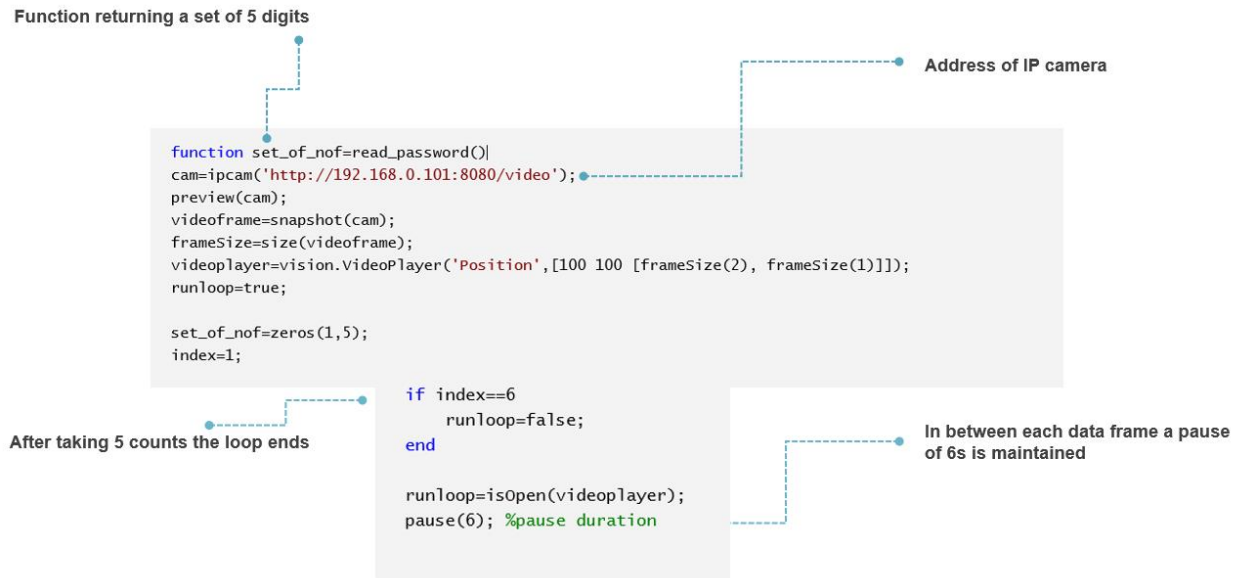 Function returning a set of 5 digits
Address of IP camera
function set_of_nof=read_password()
cam=ipcam('http://192.168.0.101:8080/video');
preview(cam);
videoframe=snapshot(cam);
frameSize=size(videoframe);
videoplayer=vision.VideoPlayer('Position',[100 100 [frameSize(2), frameSize(1)]]);
runloop=true;
set_of_nof=zeros(1,5);
index=1;
if index==6
runloop=false;
end
After taking 5 counts the loop ends
In between each data frame a pause
of 6s is maintained
runloop=isOpen(videoplayer);
pause(6); %pause duration